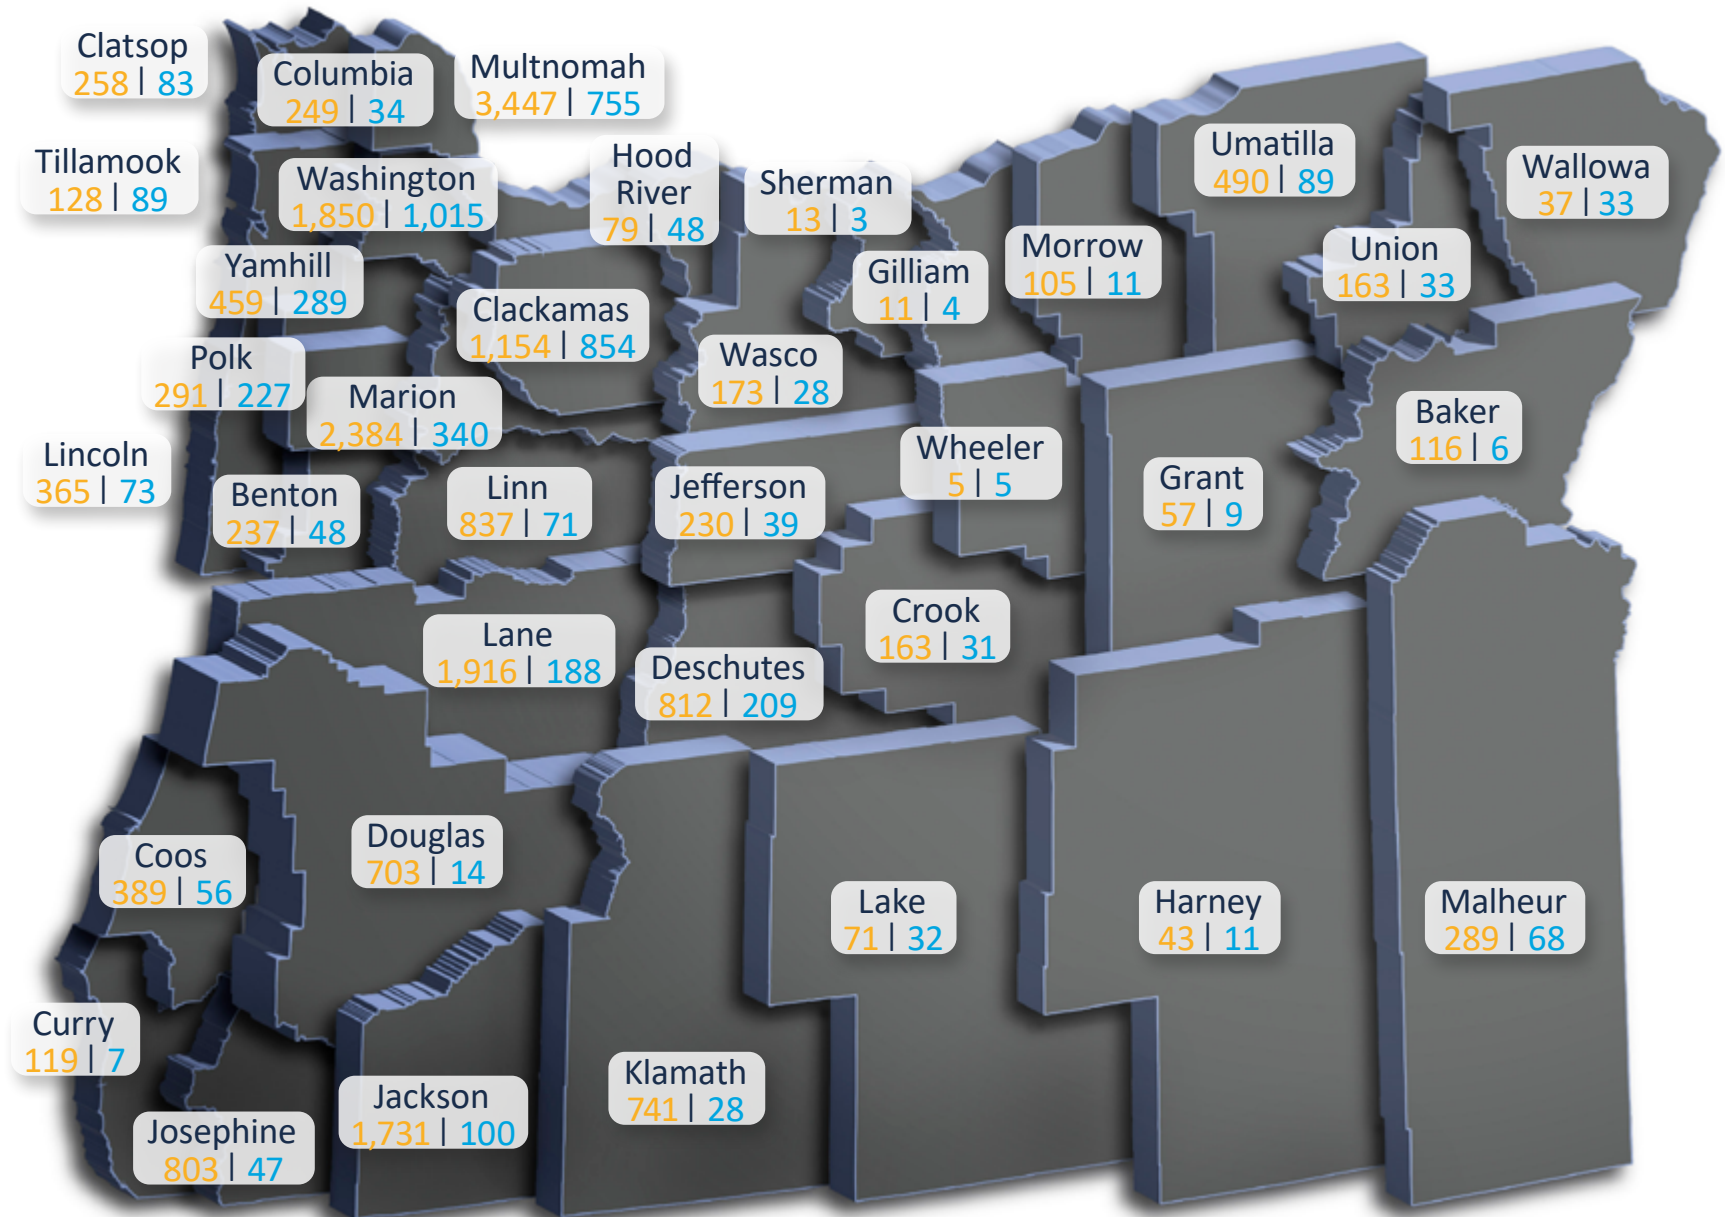 Clatsop
258 | 83
Columbia
249 | 34
Multnomah
3,447 | 755
Tillamook
128 | 89
Washington
1,850 | 1,015
Hood
River
79 | 48
Sherman
13 | 3
Umatilla
490 | 89
Wallowa
37 | 33
Yamhill
459 | 289
Clackamas
1,154 | 854
Gilliam
11 | 4
Morrow
105 | 11
Union
163 | 33
Polk
291 | 227
Marion
2,384 | 340
Wasco
173 | 28
Baker
116 | 6
Lincoln
365 | 73
Benton
237 | 48
Linn
837 | 71
Jefferson
230 | 39
Wheeler
5 | 5
Grant
57 | 9
Lane
1,916 | 188
Deschutes
812 | 209
Crook
163 | 31
Coos
389 | 56
Douglas
703 | 14
Lake
71 | 32
Harney
43 | 11
Malheur
289 | 68
Curry
119 | 7
Josephine
803 | 47
Jackson
1,731 | 100
Klamath
741 | 28